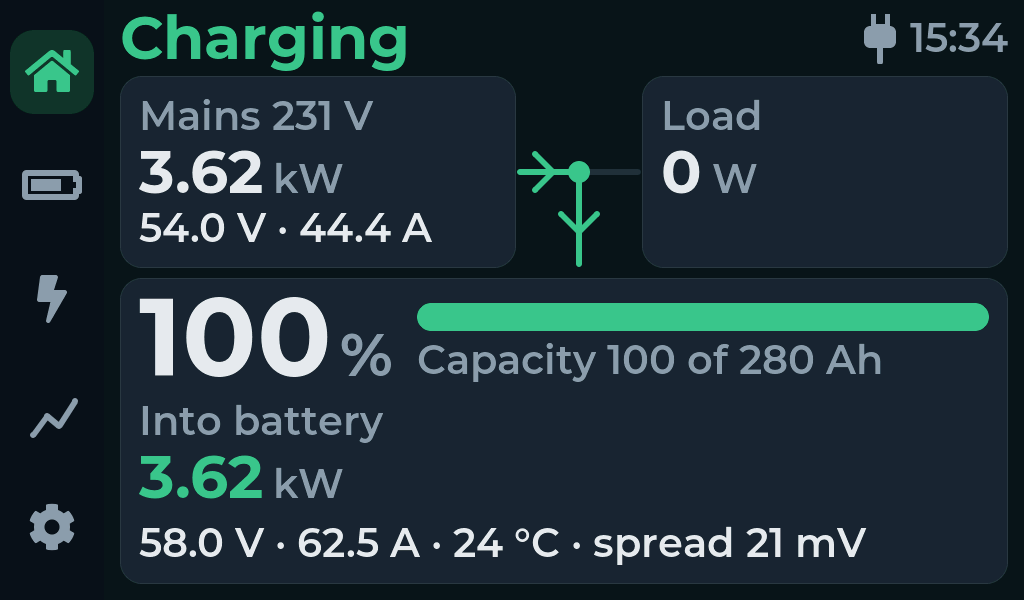 Charging
15:34
Mains 231 V
3.62 kW
54.0 V · 44.4 A
Load
0 W
100 %
Capacity 100 of 280 Ah
Into battery
3.62 kW
58.0 V · 62.5 A · 24 °C · spread 21 mV